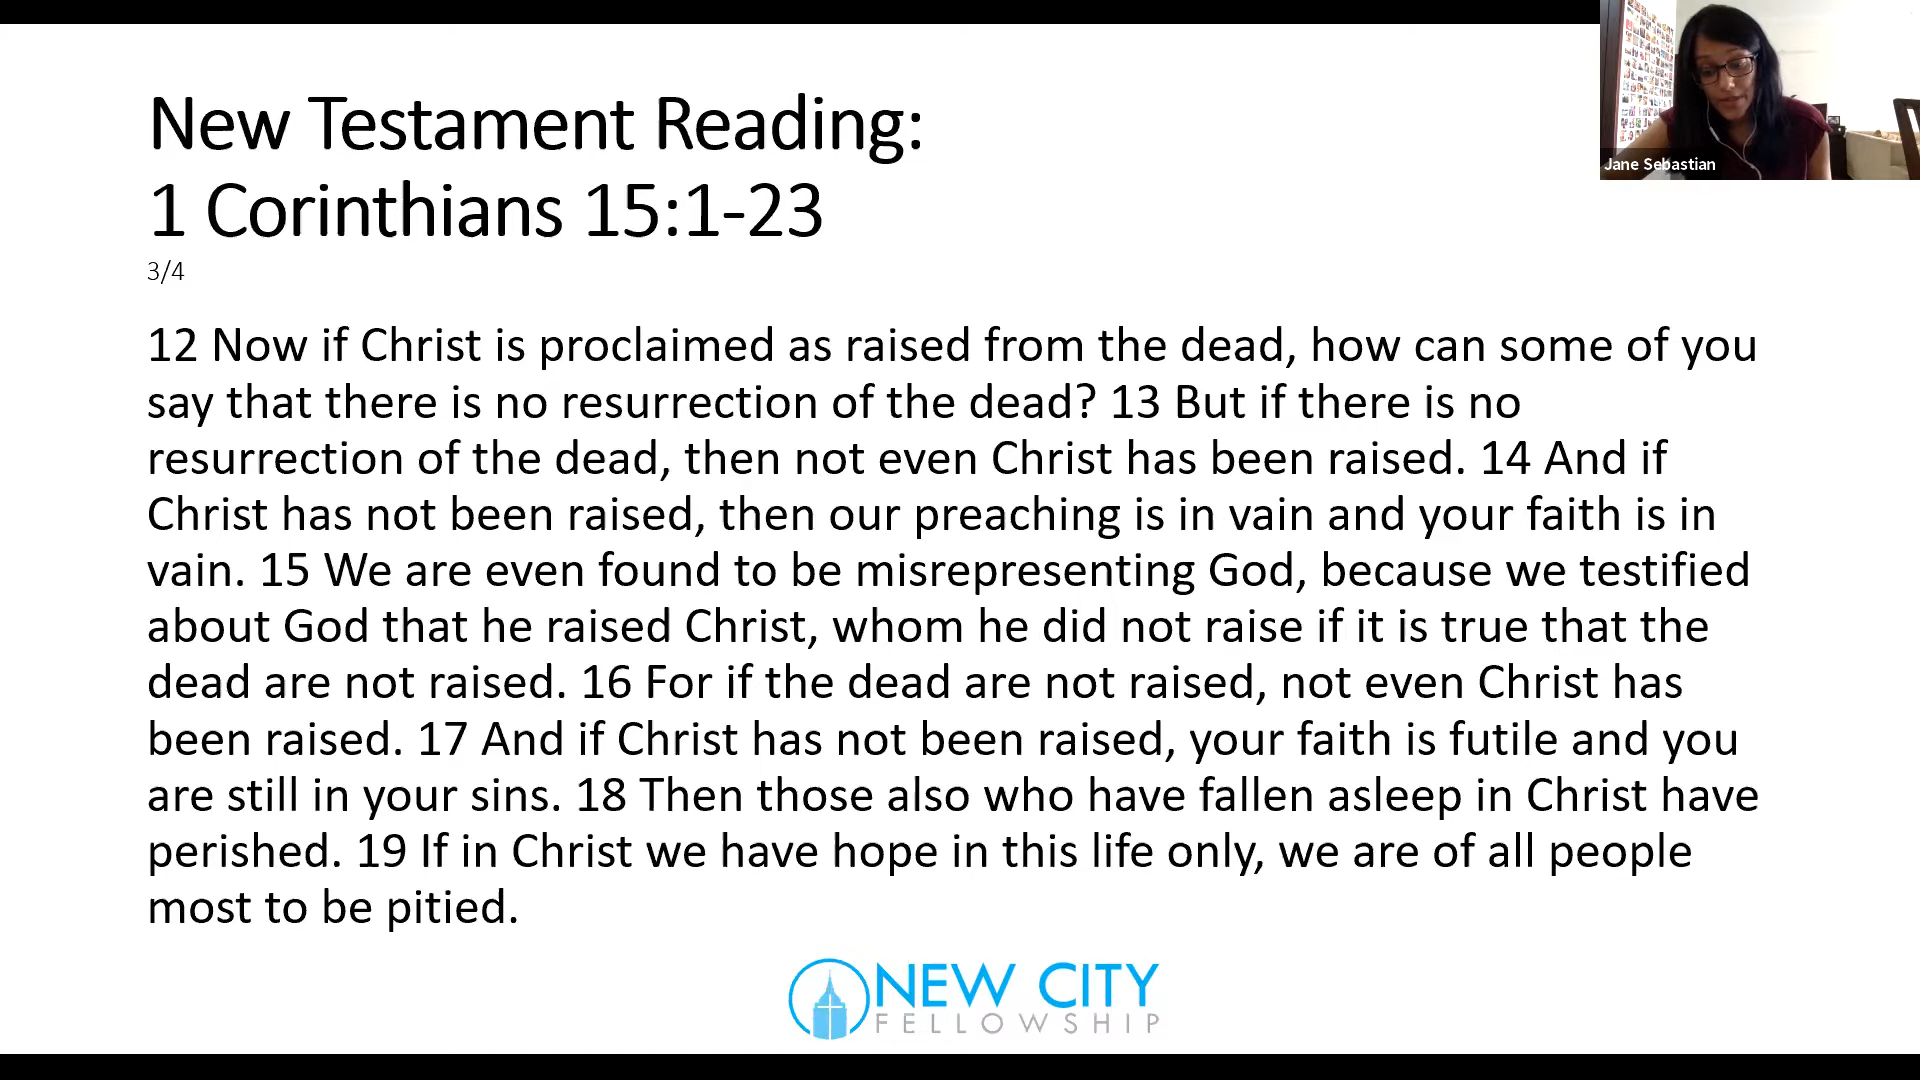 New Testament Reading:
1 Corinthians 15:1-23
3/4
Jane Sebastian
12 Now if Christ is proclaimed as raised from the dead, how can some of you
say that there is no resurrection of the dead? 13 But if there is no
resurrection of the dead, then not even Christ has been raised. 14 And if
Christ has not been raised, then our preaching is in vain and your faith is in
vain. 15 We are even found to be misrepresenting God, because we testified
about God that he raised Christ, whom he did not raise if it is true that the
dead are not raised. 16 For if the dead are not raised, not even Christ has
been raised. 17 And if Christ has not been raised, your faith is futile and you
are still in your sins. 18 Then those also who have fallen asleep in Christ have
perished. 19 If in Christ we have hope in this life only, we are of all people
most to be pitied.
NEW CITY
FELLOWSHIP